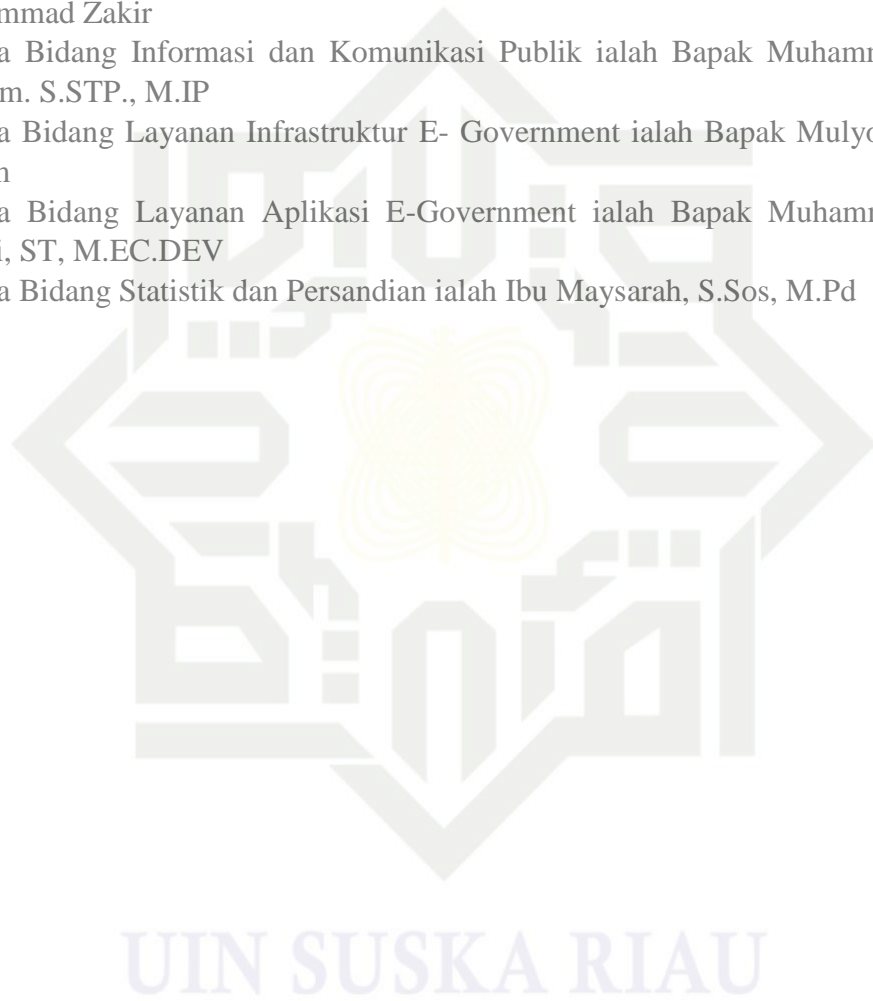 mmad Zakir
a Bidang Informasi dan Komunikasi Publik ialah Bapak Muhamm
m. S.STP., M.IP
a Bidang Layanan Infrastruktur E- Government ialah Bapak Mulyo
n
a Bidang Layanan Aplikasi E-Government ialah Bapak Muhamm
i, ST, M.EC.DEV
a Bidang Statistik dan Persandian ialah Ibu Maysarah, S.Sos, M.Pd
UIN SUSKA RIAU